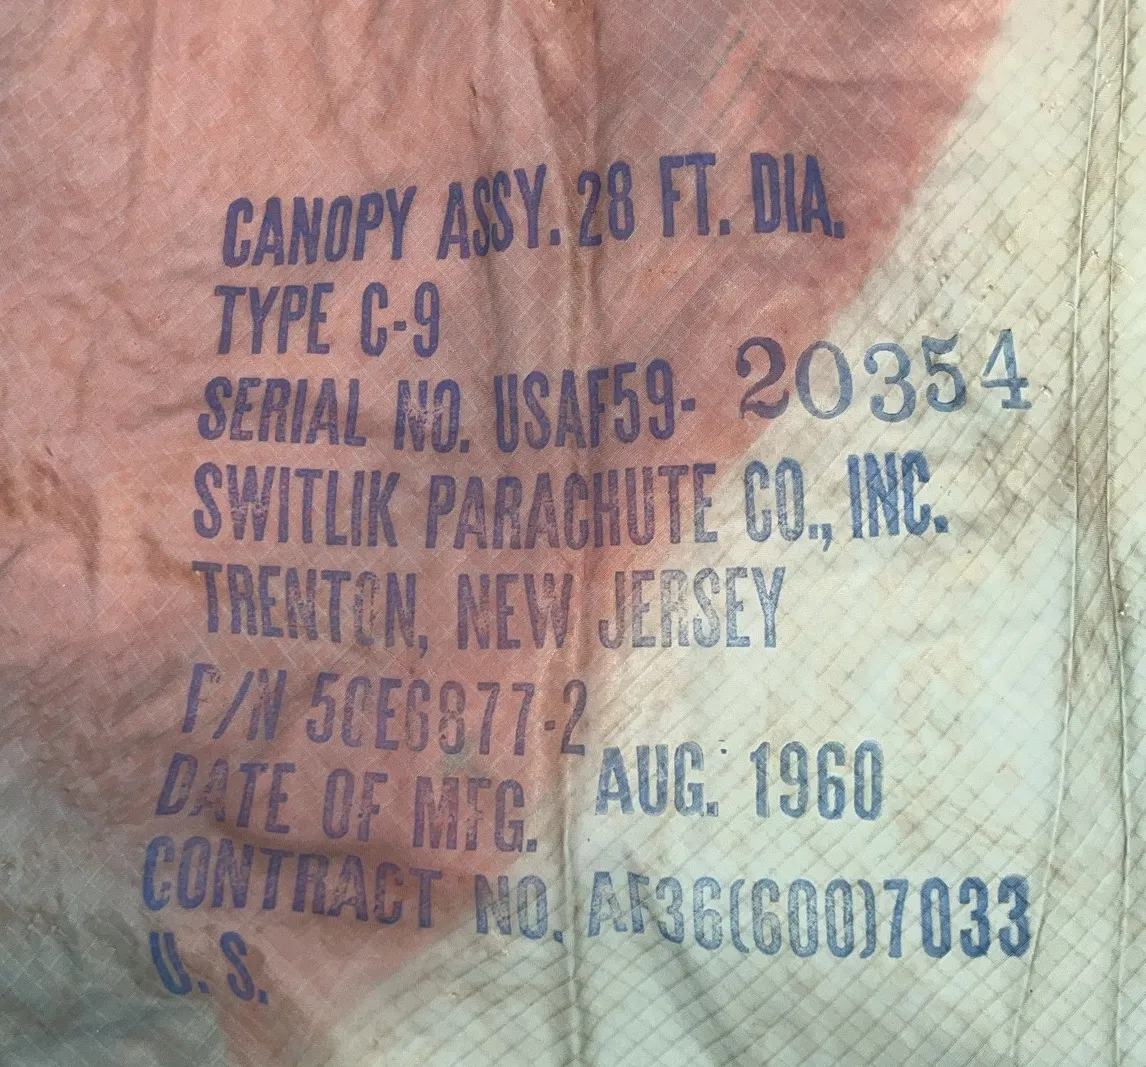 CANOPY ASSY. 28 FT. DIA.
TYPE C-9
SERIAL NO. USAF59- 20354
SWITLIK PARACHUTE CO., INC.
TRENTON, NEW JERSEY
P/N 50E6877-2
DATE OF MFG. AUG. 1960
CONTRACT NO. AF36(600)7033
U. S.